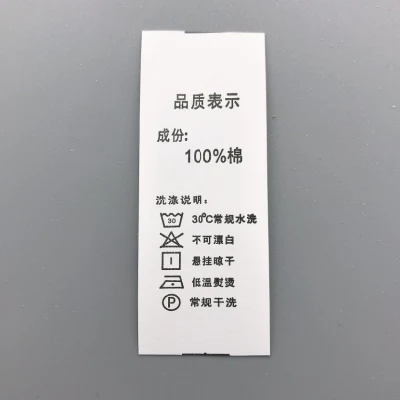 品质表示
成份:
100%棉
洗涤说明:
30 30℃常规水洗
不可漂白
悬挂晾干
低温熨烫
P 常规干洗